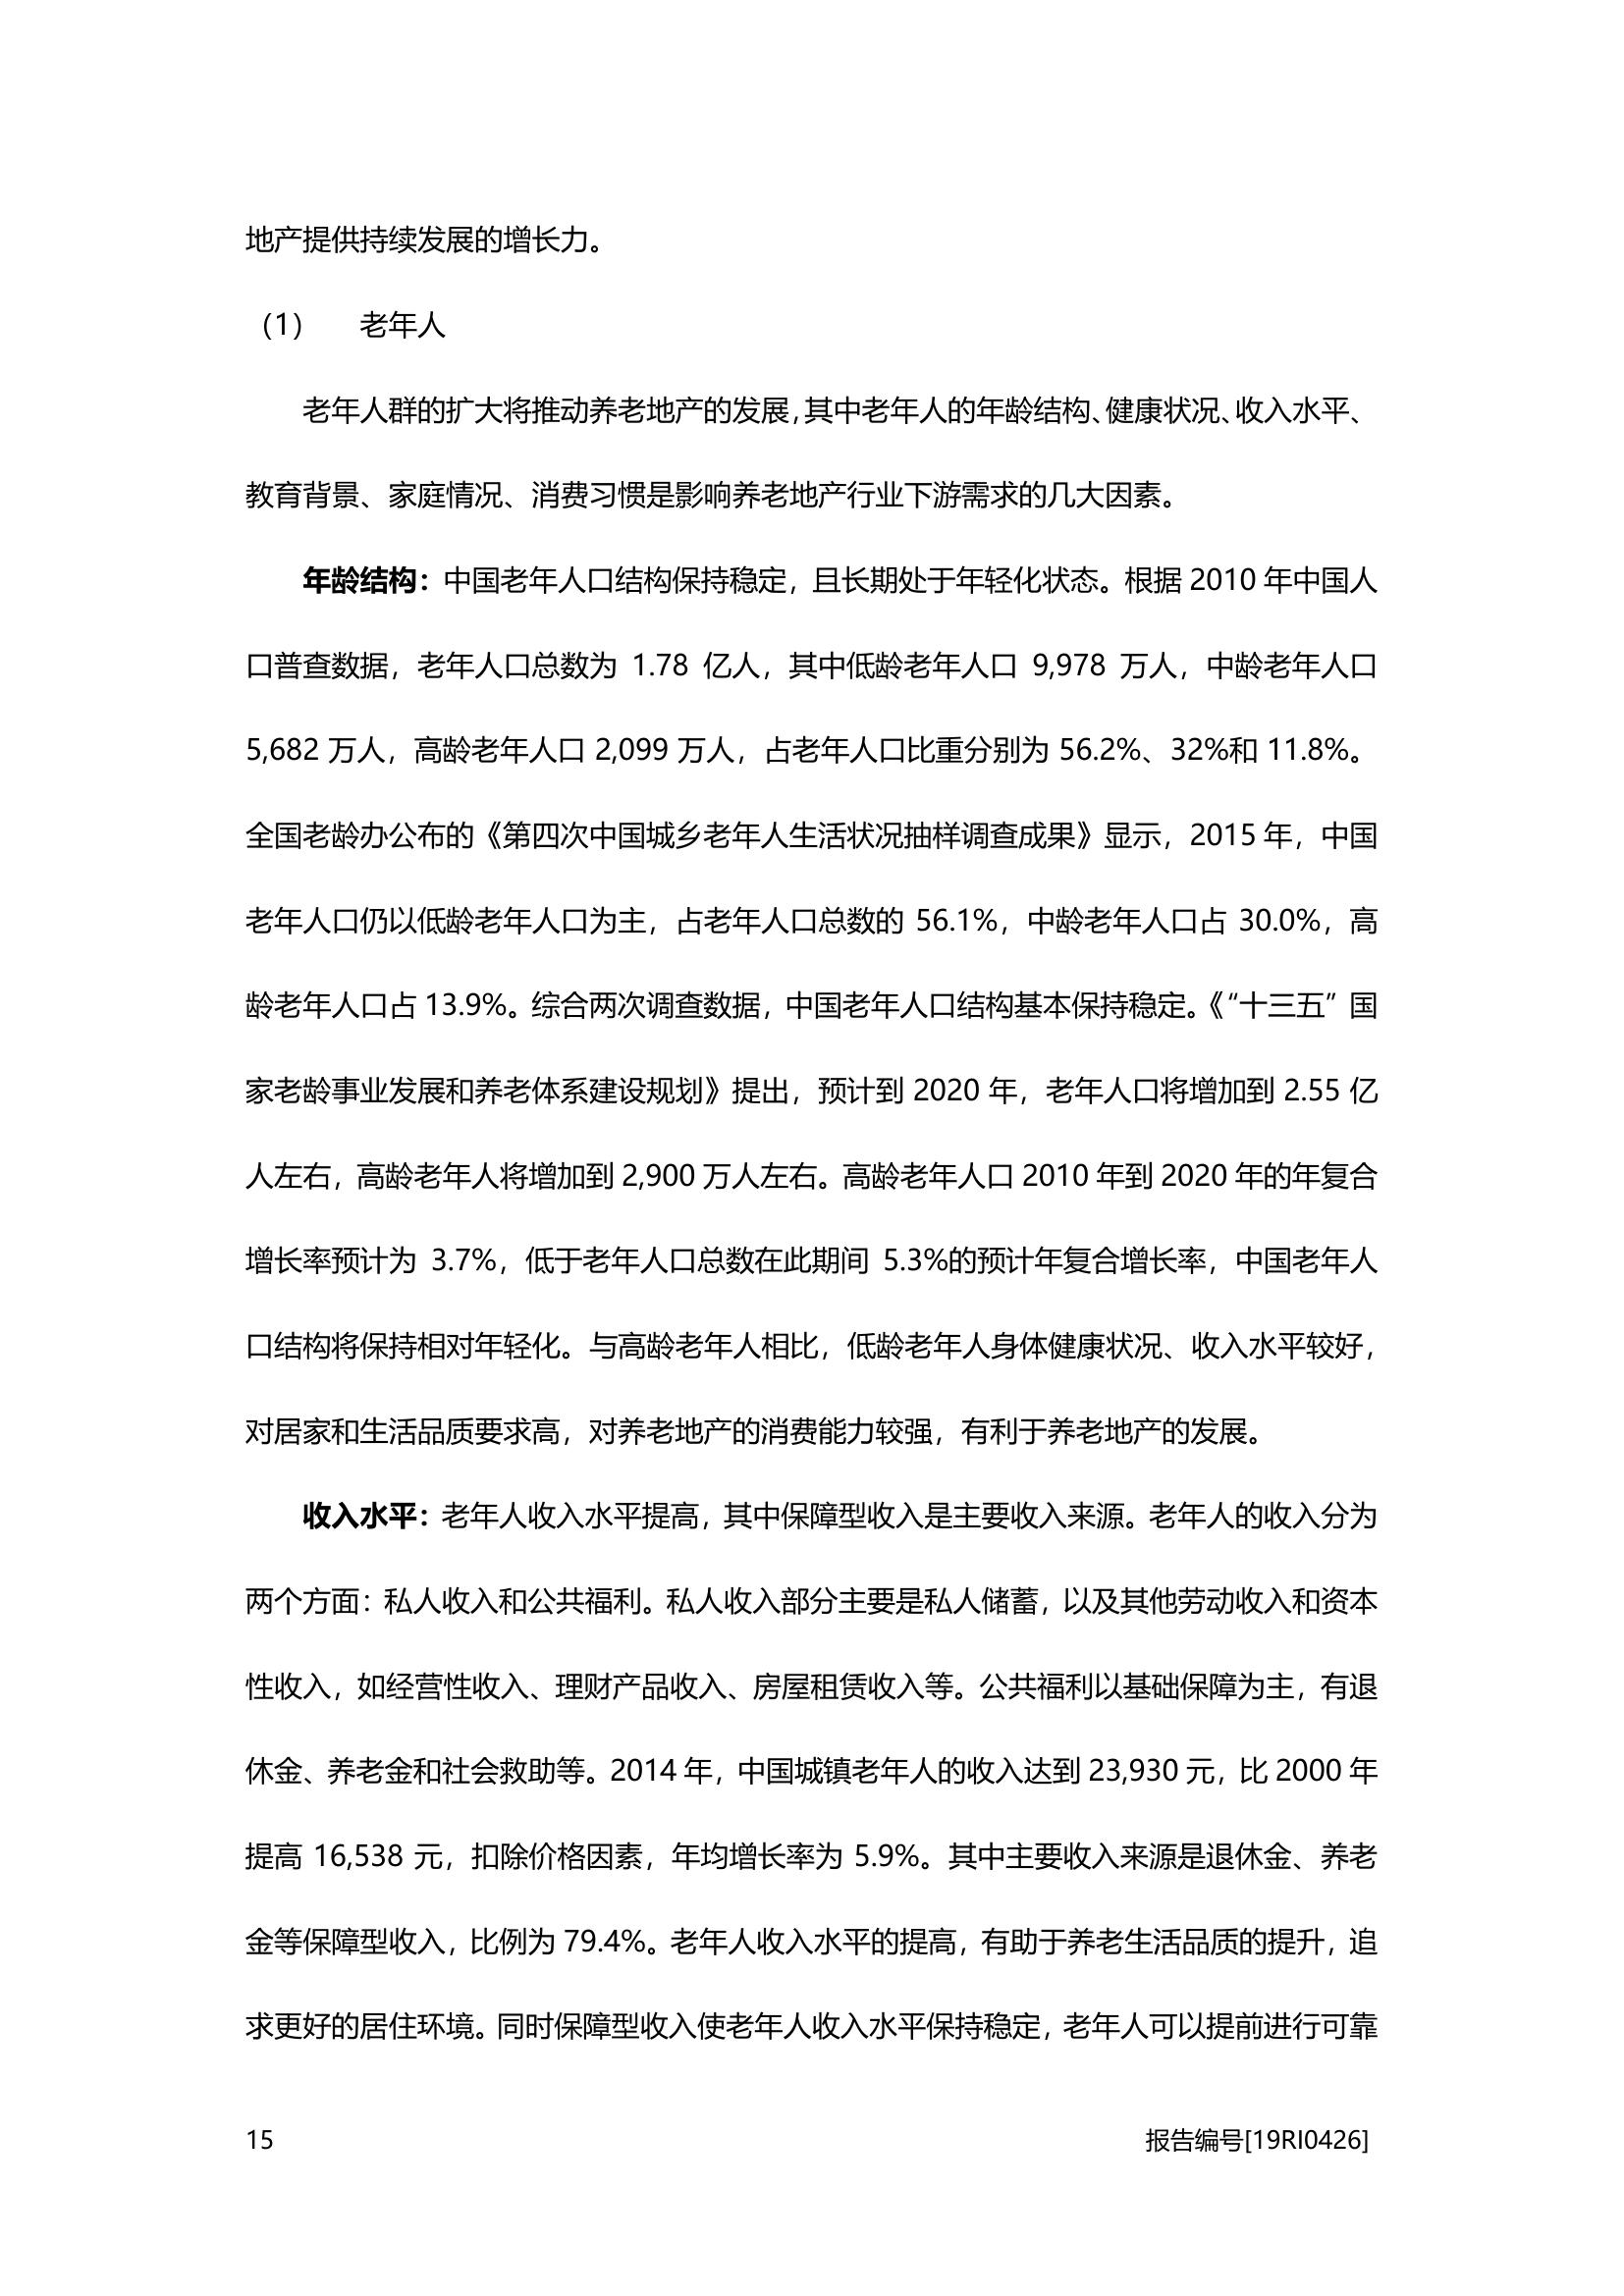 地产提供持续发展的增长力。
（1） 老年人
老年人群的扩大将推动养老地产的发展，其中老年人的年龄结构、健康状况、收入水平、
教育背景、家庭情况、消费习惯是影响养老地产行业下游需求的几大因素。
年龄结构：中国老年人口结构保持稳定，且长期处于年轻化状态。根据 2010 年中国人
口普查数据，老年人口总数为 1.78 亿人，其中低龄老年人口 9,978 万人，中龄老年人口
5,682 万人，高龄老年人口 2,099 万人，占老年人口比重分别为 56.2%、32%和 11.8%。
全国老龄办公布的《第四次中国城乡老年人生活状况抽样调查成果》显示，2015 年，中国
老年人口仍以低龄老年人口为主，占老年人口总数的 56.1%，中龄老年人口占 30.0%，高
龄老年人口占 13.9%。综合两次调查数据，中国老年人口结构基本保持稳定。《“十三五”国
家老龄事业发展和养老体系建设规划》提出，预计到 2020 年，老年人口将增加到 2.55 亿
人左右，高龄老年人将增加到 2,900 万人左右。高龄老年人口 2010 年到 2020 年的年复合
增长率预计为 3.7%，低于老年人口总数在此期间 5.3%的预计年复合增长率，中国老年人
口结构将保持相对年轻化。与高龄老年人相比，低龄老年人身体健康状况、收入水平较好，
对居家和生活品质要求高，对养老地产的消费能力较强，有利于养老地产的发展。
收入水平：老年人收入水平提高，其中保障型收入是主要收入来源。老年人的收入分为
两个方面：私人收入和公共福利。私人收入部分主要是私人储蓄，以及其他劳动收入和资本
性收入，如经营性收入、理财产品收入、房屋租赁收入等。公共福利以基础保障为主，有退
休金、养老金和社会救助等。2014 年，中国城镇老年人的收入达到 23,930 元，比 2000 年
提高 16,538 元，扣除价格因素，年均增长率为 5.9%。其中主要收入来源是退休金、养老
金等保障型收入，比例为 79.4%。老年人收入水平的提高，有助于养老生活品质的提升，追
求更好的居住环境。同时保障型收入使老年人收入水平保持稳定，老年人可以提前进行可靠
15 报告编号[19RI0426]